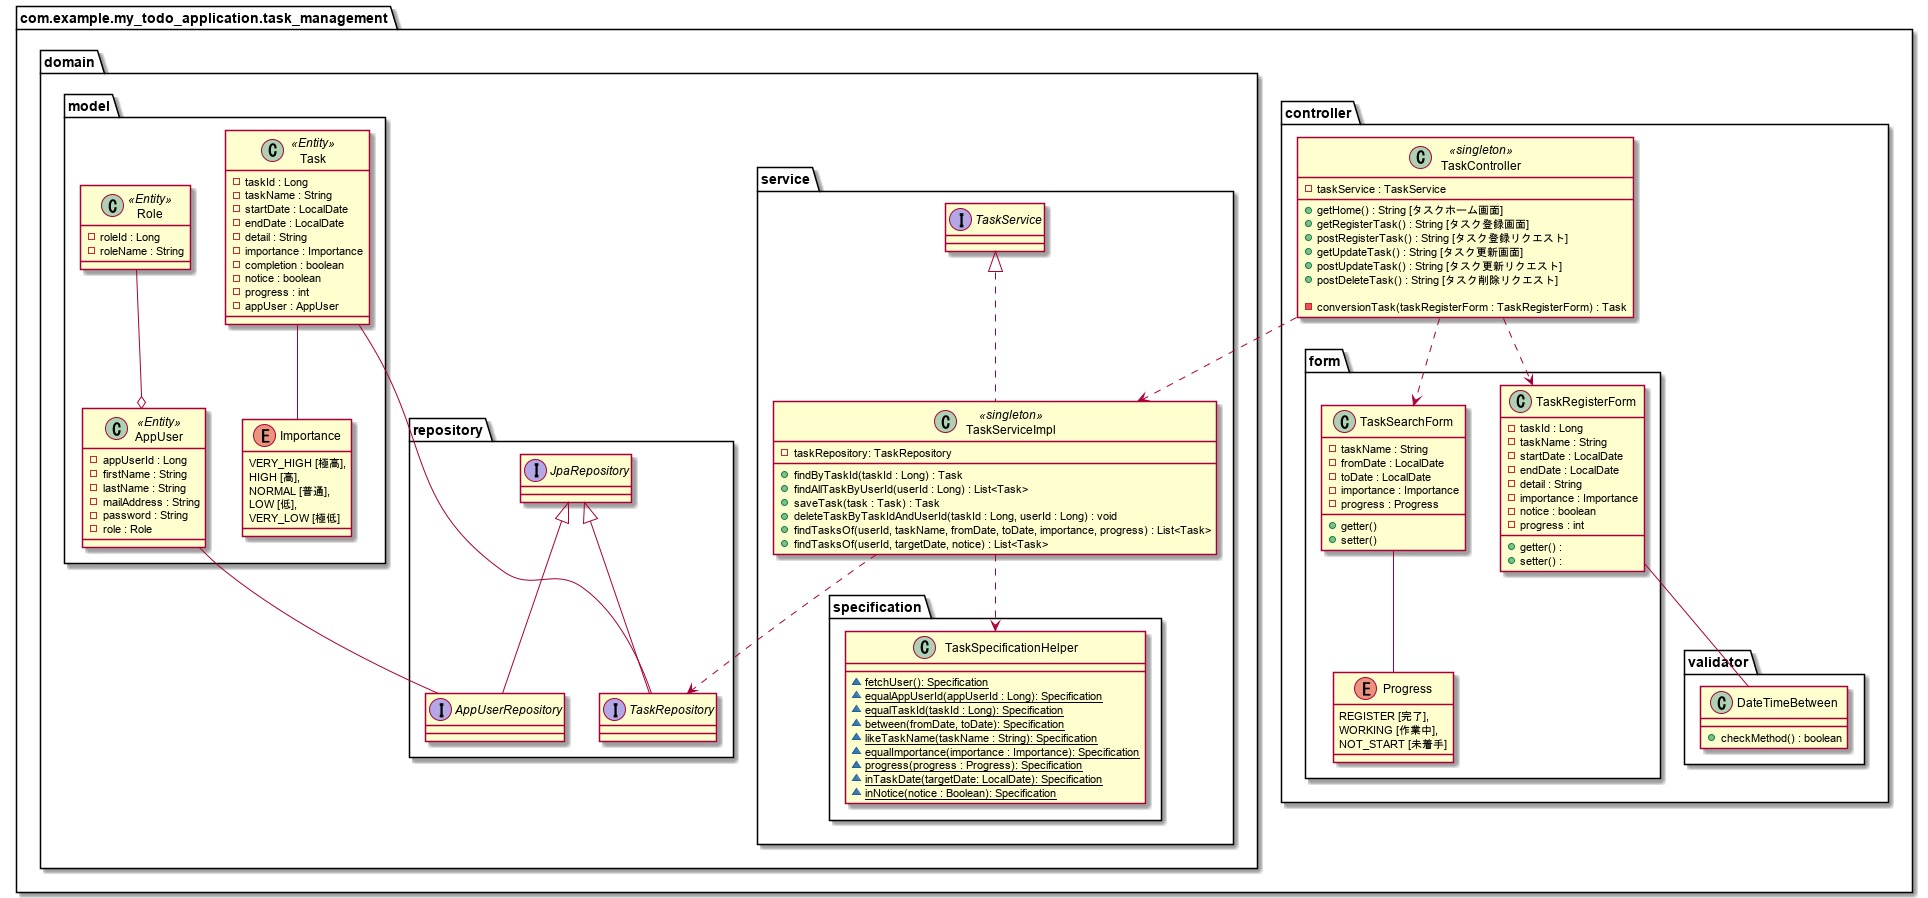 com.example.my_todo_application.task_management
domain
model
«Entity»
Role
roleId : Long
roleName : String
«Entity»
Task
taskId : Long
taskName : String
startDate : LocalDate
endDate : LocalDate
detail : String
importance : Importance
completion : boolean
notice : boolean
progress : int
appUser : AppUser
«Entity»
AppUser
appUserId : Long
firstName : String
lastName : String
mailAddress : String
password : String
role : Role
Importance
VERY_HIGH [極高],
HIGH [高],
NORMAL [普通],
LOW [低],
VERY_LOW [極低]
repository
JpaRepository
AppUserRepository
TaskRepository
service
TaskService
«singleton»
TaskServiceImpl
taskRepository: TaskRepository
findByTaskId(taskId : Long) : Task
findAllTaskByUserId(userId : Long) : List<Task>
saveTask(task : Task) : Task
deleteTaskByTaskIdAndUserId(taskId : Long, userId : Long) : void
findTasksOf(userId, taskName, fromDate, toDate, importance, progress) : List<Task>
findTasksOf(userId, targetDate, notice) : List<Task>
specification
TaskSpecificationHelper
fetchUser(): Specification
equalAppUserId(appUserId : Long): Specification
equalTaskId(taskId : Long): Specification
between(fromDate, toDate): Specification
likeTaskName(taskName : String): Specification
equalImportance(importance : Importance): Specification
progress(progress : Progress): Specification
inTaskDate(targetDate: LocalDate): Specification
inNotice(notice : Boolean): Specification
controller
«singleton»
TaskController
taskService : TaskService
getHome() : String [タスクホーム画面]
getRegisterTask() : String [タスク登録画面]
postRegisterTask() : String [タスク登録リクエスト]
getUpdateTask() : String [タスク更新画面]
postUpdateTask() : String [タスク更新リクエスト]
postDeleteTask() : String [タスク削除リクエスト]
conversionTask(taskRegisterForm : TaskRegisterForm) : Task
form
TaskSearchForm
taskName : String
fromDate : LocalDate
toDate : LocalDate
importance : Importance
progress : Progress
getter()
setter()
TaskRegisterForm
taskId : Long
taskName : String
startDate : LocalDate
endDate : LocalDate
detail : String
importance : Importance
notice : boolean
progress : int
getter() :
setter() :
Progress
REGISTER [完了],
WORKING [作業中],
NOT_START [未着手]
validator
DateTimeBetween
checkMethod() : boolean